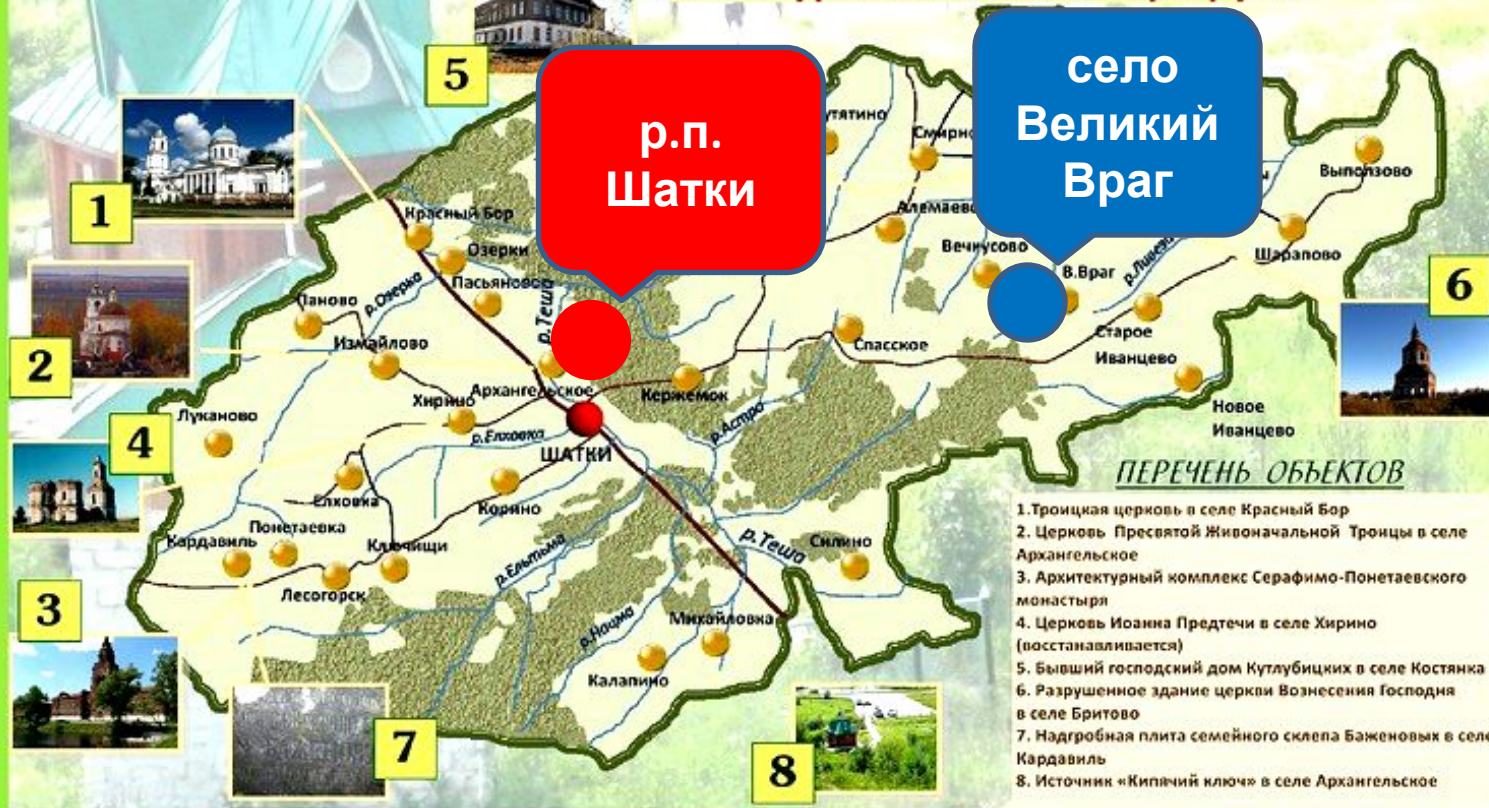 5
р.п.
Шатки
село
Великий
Враг
1
2
4
3
7
8
6
Красный Бор
Озерки
Пасьяново
р.Озерка
р.Теша
Паново
Измайлово
Архангельское
Хирино
Луканово
р.Елховка
ШАТКИ
Кержемок
р.Астро
Елховка
Корино
Понетаевка
Кардавиль
Ключищи
Лесогорск
р.Ельтьма
р.Теша
Силино
Михайловка
Калапино
утятино
Смирн
Алемаев
Вечкусово
В.Враг
Выползово
Шарапово
Спасское
Старое
Иванцево
Новое
Иванцево
ПЕРЕЧЕНЬ ОБЪЕКТОВ
1.Троицкая церковь в селе Красный Бор
2. Церковь Пресвятой Живоначальной Троицы в селе
Архангельское
3. Архитектурный комплекс Серафимо-Понетаевского
монастыря
4. Церковь Иоанна Предтечи в селе Хирино
(восстанавливается)
5. Бывший господский дом Кутлубицких в селе Костянка
6. Разрушенное здание церкви Вознесения Господня
в селе Бритово
7. Надгробная плита семейного склепа Баженовых в селе
Кардавиль
8. Источник «Кипячий ключ» в селе Архангельское